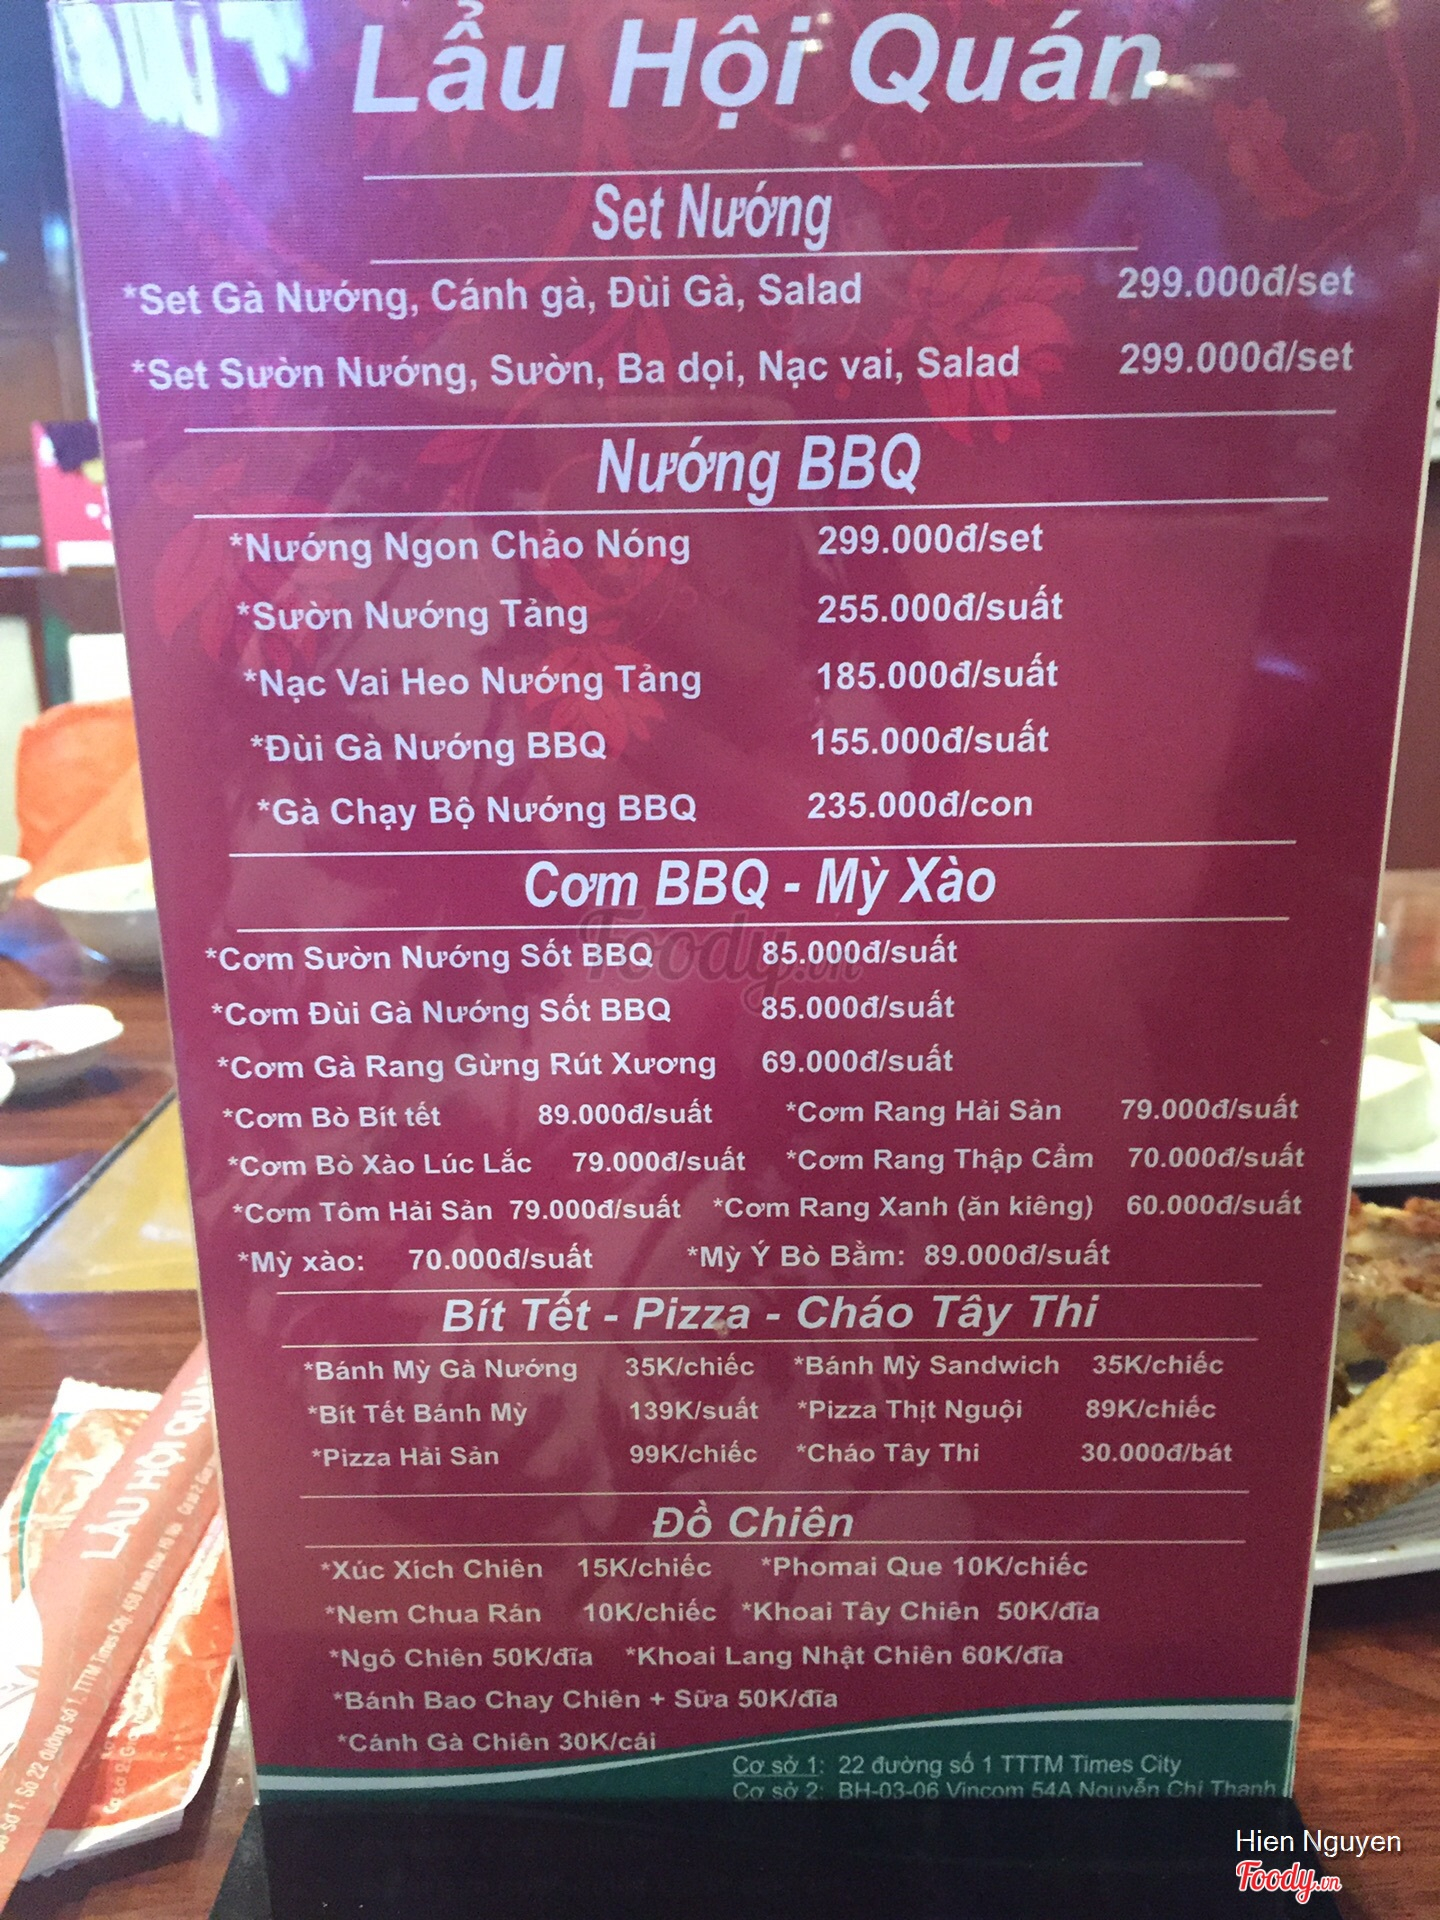 Lẩu Hội Quán
Set Nướng
*Set Gà Nướng, Cánh gà, Đùi Gà, Salad 299.000đ/set
*Set Sườn Nướng, Sườn, Ba dọi, Nạc vai, Salad 299.000đ/set
Nướng BBQ
*Nướng Ngon Chảo Nóng 299.000đ/set
*Sườn Nướng Tảng 255.000đ/suất
*Nạc Vai Heo Nướng Tảng 185.000đ/suất
*Đùi Gà Nướng BBQ 155.000đ/suất
*Gà Chạy Bộ Nướng BBQ 235.000đ/con
Cơm BBQ - Mỳ Xào
*Cơm Sườn Nướng Sốt BBQ 85.000đ/suất
*Cơm Đùi Gà Nướng Sốt BBQ 85.000đ/suất
*Cơm Gà Rang Gừng Rút Xương 69.000đ/suất
*Cơm Bò Bít tết 89.000đ/suất *Cơm Rang Hải Sản 79.000đ/suất
*Cơm Bò Xào Lúc Lắc 79.000đ/suất *Cơm Rang Thập Cẩm 70.000đ/suất
*Cơm Tôm Hải Sản 79.000đ/suất *Cơm Rang Xanh (ăn kiêng) 60.000đ/suất
*Mỳ xào: 70.000đ/suất *Mỳ Ý Bò Bằm: 89.000đ/suất
Bít Tết - Pizza - Cháo Tây Thi
*Bánh Mỳ Gà Nướng 35K/chiếc *Bánh Mỳ Sandwich 35K/chiếc
*Bít Tết Bánh Mỳ 139K/suất *Pizza Thịt Nguội 89K/chiếc
*Pizza Hải Sản 99K/chiếc *Cháo Tây Thi 30.000đ/bát
Đồ Chiên
*Xúc Xích Chiên 15K/chiếc *Phomai Que 10K/chiếc
*Nem Chua Rán 10K/chiếc *Khoai Tây Chiên 50K/đĩa
*Ngô Chiên 50K/đĩa *Khoai Lang Nhật Chiên 60K/đĩa
*Bánh Bao Chay Chiên + Sữa 50K/đĩa
*Cánh Gà Chiên 30K/cái
Cơ sở 1: 22 đường số 1 TTTM Times City
Cơ sở 2: BH-03-06 Vincom 54A Nguyễn Chí Thanh
LẨU HỘI QUÁN
Foody.vn
Hien Nguyen
Foody.vn